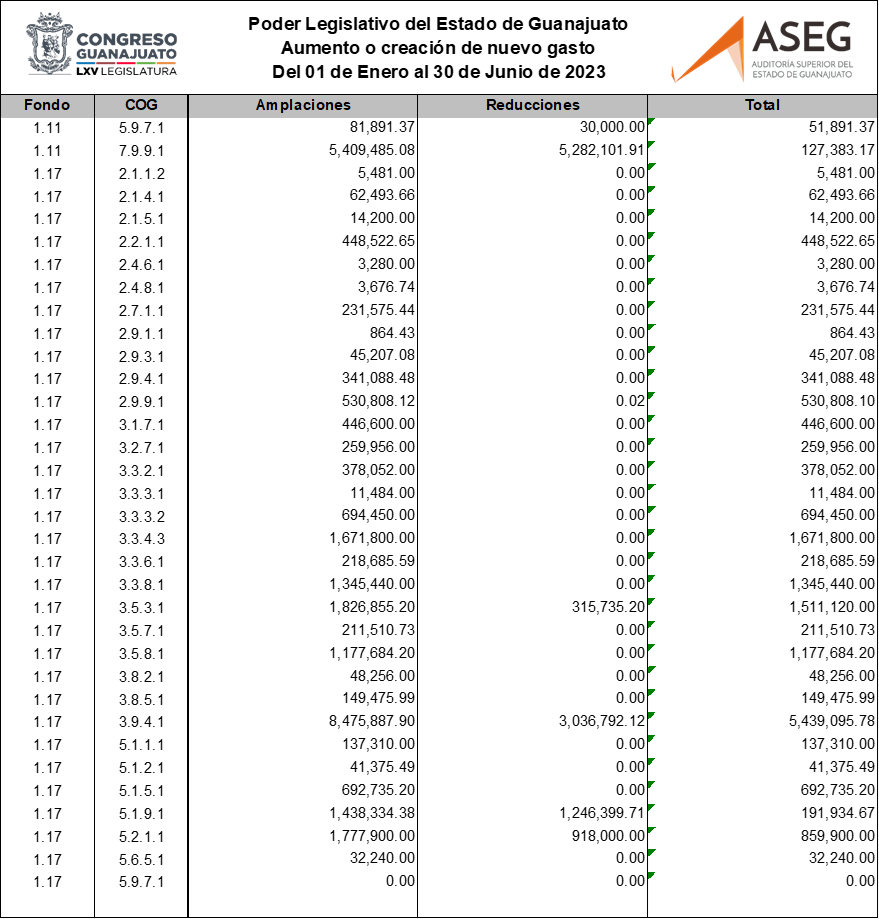 CONGRESO
GUANAJUATO
LXV LEGISLATURA
Poder Legislativo del Estado de Guanajuato
Aumento o creación de nuevo gasto
Del 01 de Enero al 30 de Junio de 2023
ASEG
AUDITORÍA SUPERIOR DEL
ESTADO DE GUANAJUATO
Fondo COG Amplaciones Reducciones Total
1.11 5.9.7.1 81,891.37 30,000.00 51,891.37
1.11 7.9.9.1 5,409,485.08 5,282,101.91 127,383.17
1.17 2.1.1.2 5,481.00 0.00 5,481.00
1.17 2.1.4.1 62,493.66 0.00 62,493.66
1.17 2.1.5.1 14,200.00 0.00 14,200.00
1.17 2.2.1.1 448,522.65 0.00 448,522.65
1.17 2.4.6.1 3,280.00 0.00 3,280.00
1.17 2.4.8.1 3,676.74 0.00 3,676.74
1.17 2.7.1.1 231,575.44 0.00 231,575.44
1.17 2.9.1.1 864.43 0.00 864.43
1.17 2.9.3.1 45,207.08 0.00 45,207.08
1.17 2.9.4.1 341,088.48 0.00 341,088.48
1.17 2.9.9.1 530,808.12 0.02 530,808.10
1.17 3.1.7.1 446,600.00 0.00 446,600.00
1.17 3.2.7.1 259,956.00 0.00 259,956.00
1.17 3.3.2.1 378,052.00 0.00 378,052.00
1.17 3.3.3.1 11,484.00 0.00 11,484.00
1.17 3.3.3.2 694,450.00 0.00 694,450.00
1.17 3.3.4.3 1,671,800.00 0.00 1,671,800.00
1.17 3.3.6.1 218,685.59 0.00 218,685.59
1.17 3.3.8.1 1,345,440.00 0.00 1,345,440.00
1.17 3.5.3.1 1,826,855.20 315,735.20 1,511,120.00
1.17 3.5.7.1 211,510.73 0.00 211,510.73
1.17 3.5.8.1 1,177,684.20 0.00 1,177,684.20
1.17 3.8.2.1 48,256.00 0.00 48,256.00
1.17 3.8.5.1 149,475.99 0.00 149,475.99
1.17 3.9.4.1 8,475,887.90 3,036,792.12 5,439,095.78
1.17 5.1.1.1 137,310.00 0.00 137,310.00
1.17 5.1.2.1 41,375.49 0.00 41,375.49
1.17 5.1.5.1 692,735.20 0.00 692,735.20
1.17 5.1.9.1 1,438,334.38 1,246,399.71 191,934.67
1.17 5.2.1.1 1,777,900.00 918,000.00 859,900.00
1.17 5.6.5.1 32,240.00 0.00 32,240.00
1.17 5.9.7.1 0.00 0.00 0.00